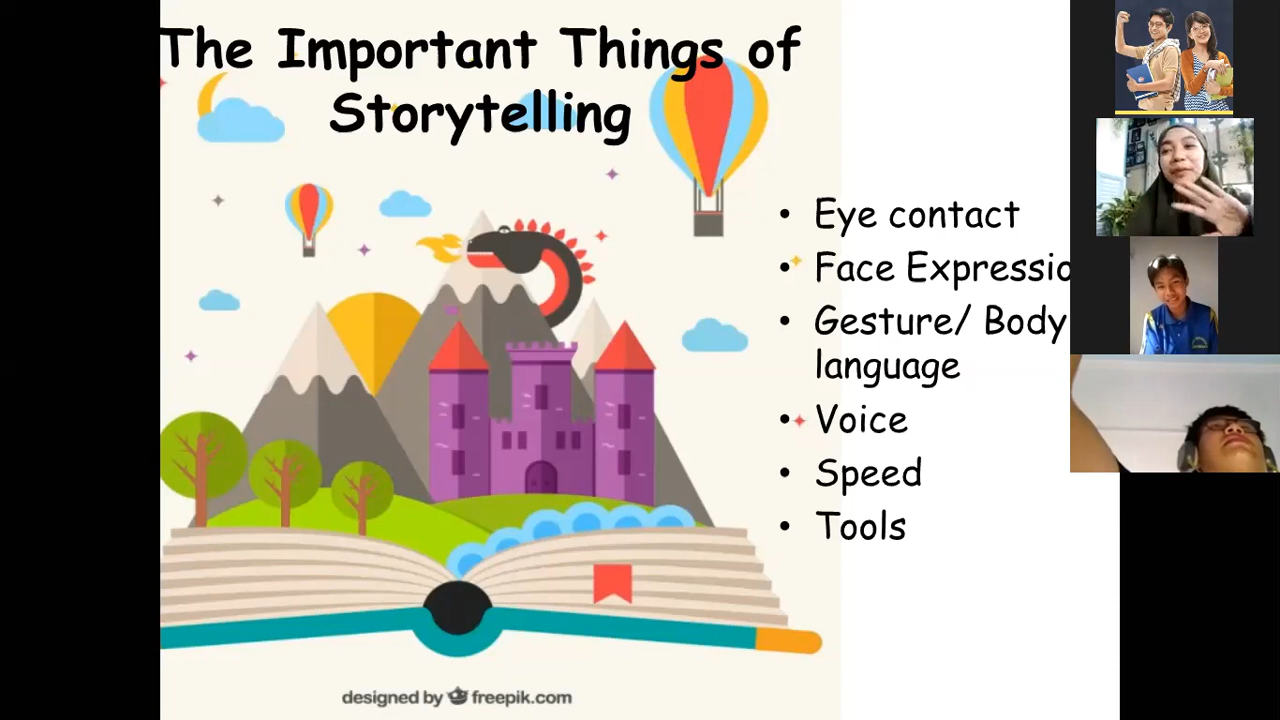 The Important Things of
Storytelling
• Eye contact
• Face Expressio
• Gesture/ Body
language
• Voice
• Speed
• Tools
designed by freepik.com